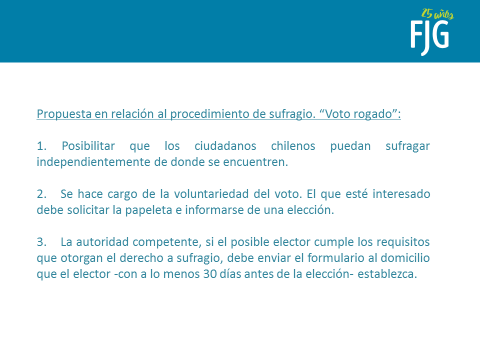 25 años
FJG
Propuesta en relación al procedimiento de sufragio. “Voto rogado”:
1. Posibilitar que los ciudadanos chilenos puedan sufragar
independientemente de donde se encuentren.
2. Se hace cargo de la voluntariedad del voto. El que esté interesado
debe solicitar la papeleta e informarse de una elección.
3. La autoridad competente, si el posible elector cumple los requisitos
que otorgan el derecho a sufragio, debe enviar el formulario al domicilio
que el elector -con a lo menos 30 días antes de la elección- establezca.